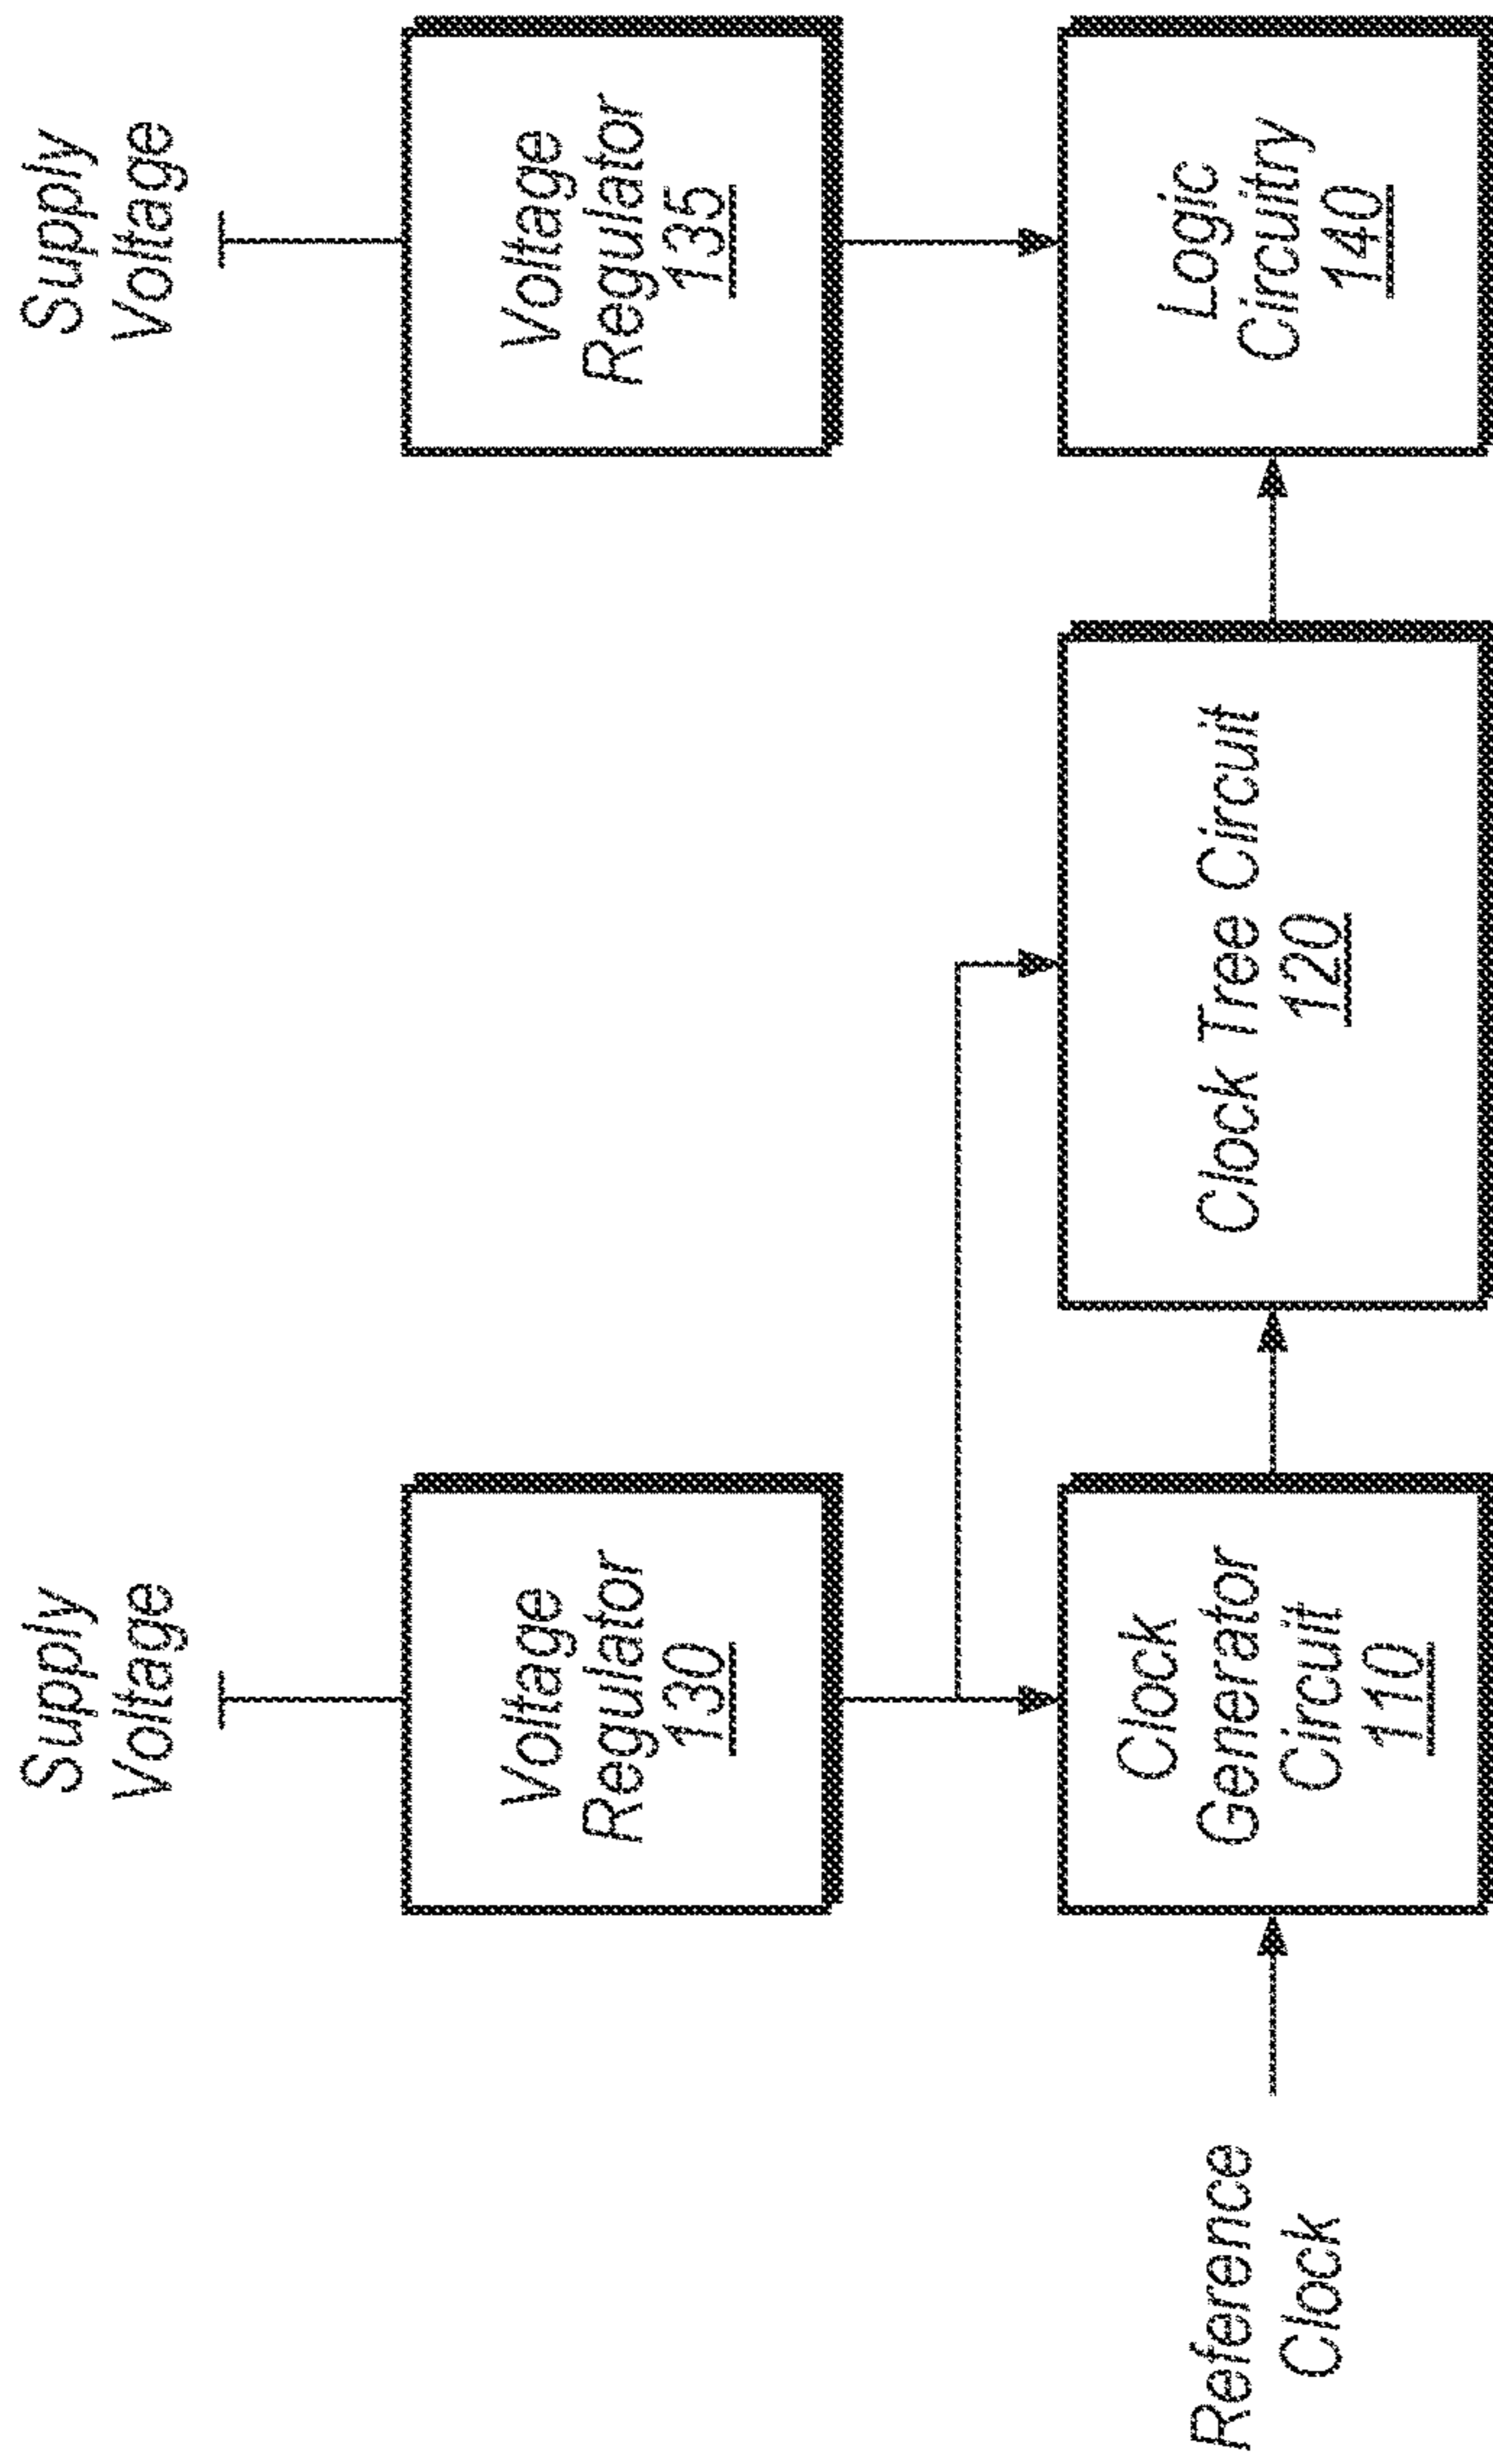 Supply
Voltage
Supply
Voltage
Voltage
Regulator
130
Voltage
Regulator
135
Reference
Clock
Clock
Generator
Circuit
110
Clock Tree Circuit
120
Logic
Circuitry
140